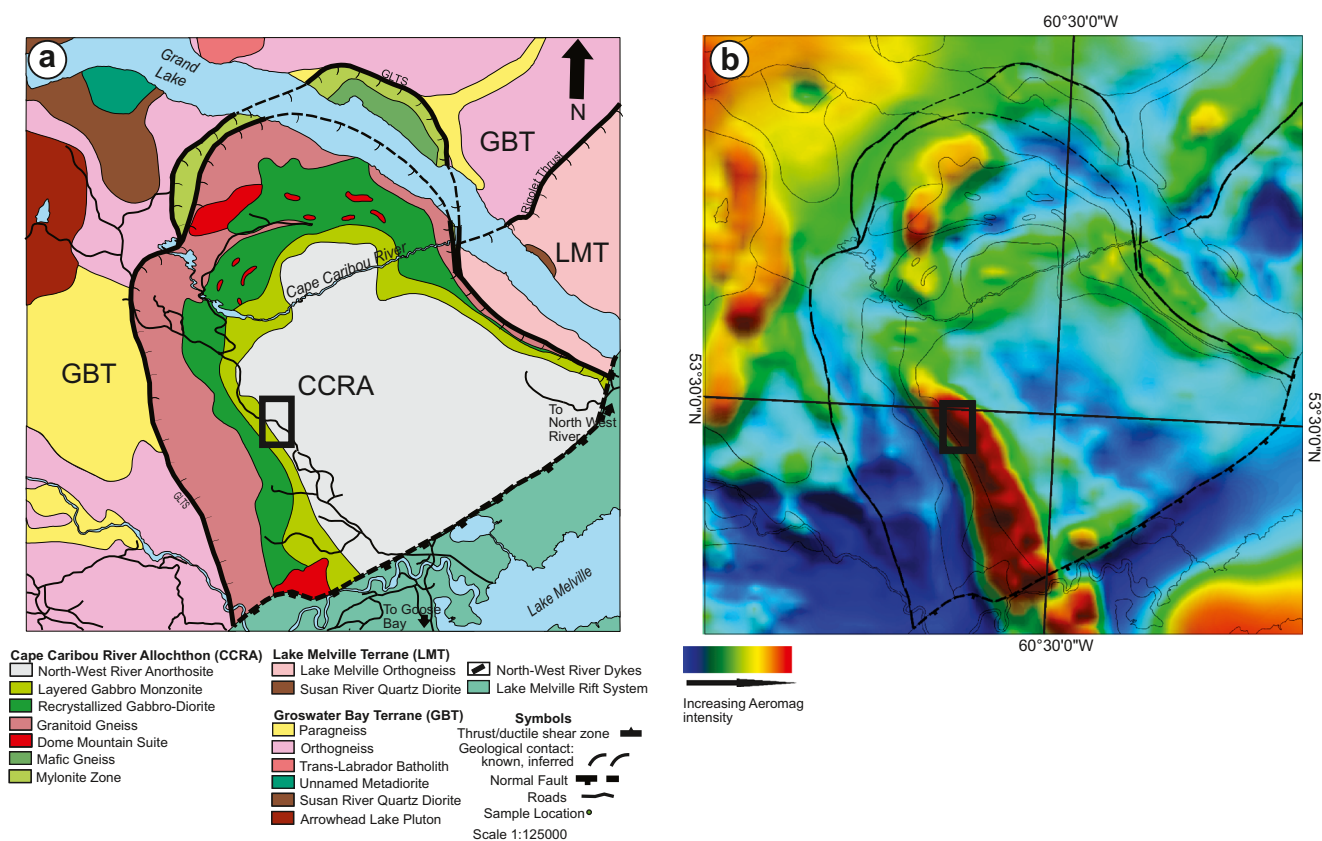 a
Grand
Lake
GLTS
N
GBT
Rigolet Thrust
LMT
Cape Caribou River
GBT
CCRA
To
North West
River
GLTS
To Goose
Bay
Lake Melville
b
60°30'0"W
53°30'0"N
53°30'0"N
60°30'0"W
Increasing Aeromag
intensity
Cape Caribou River Allochthon (CCRA)
North-West River Anorthosite
Layered Gabbro Monzonite
Recrystallized Gabbro-Diorite
Granitoid Gneiss
Dome Mountain Suite
Mafic Gneiss
Mylonite Zone
Lake Melville Terrane (LMT)
Lake Melville Orthogneiss
Susan River Quartz Diorite
North-West River Dykes
Lake Melville Rift System
Groswater Bay Terrane (GBT)
Paragneiss
Orthogneiss
Trans-Labrador Batholith
Unnamed Metadiorite
Susan River Quartz Diorite
Arrowhead Lake Pluton
Symbols
Thrust/ductile shear zone
Geological contact:
known, inferred
Normal Fault
Roads
Sample Location
Scale 1:125000